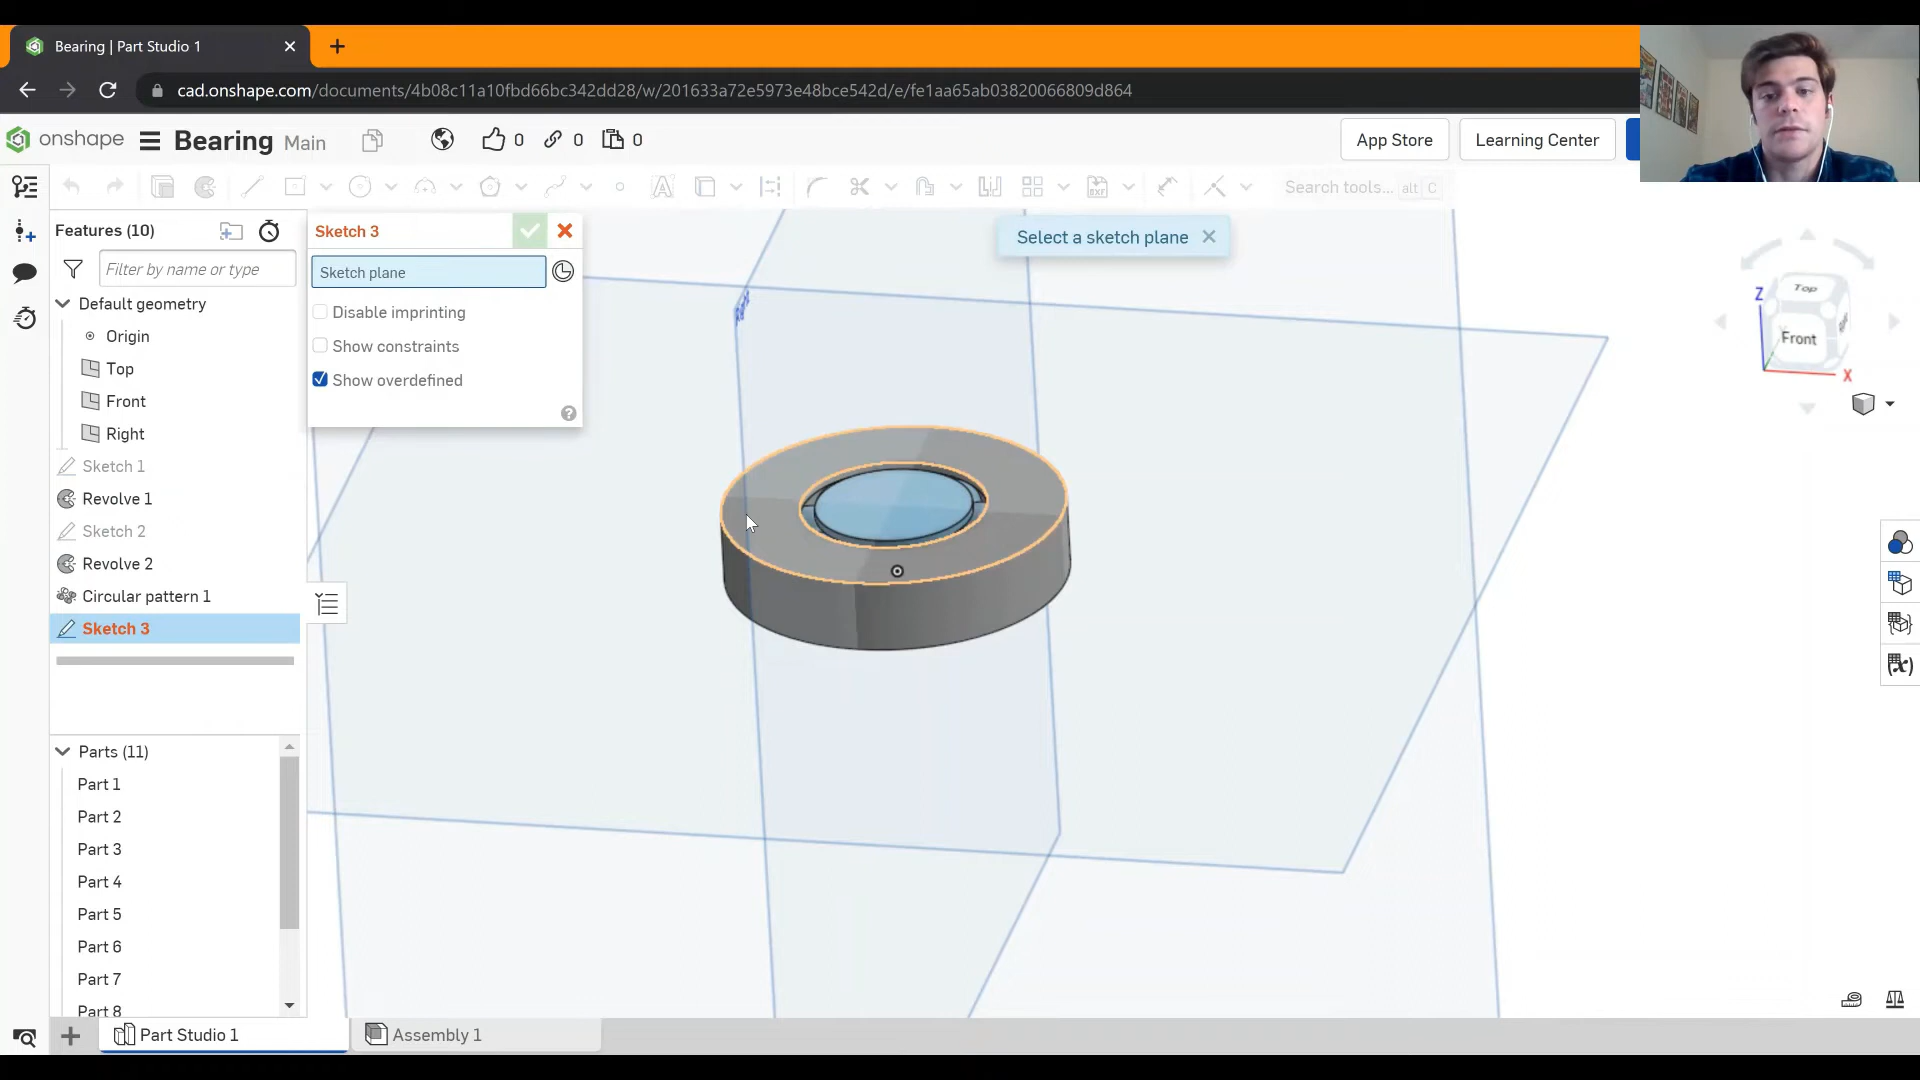 Bearing | Part Studio 1
cad.onshape.com/documents/4b08c11a10fbd66bc342dd28/w/201633a72e5973e48bce542d/e/fe1aa65ab03820066809d864
onshape
Bearing Main
0
0
0
App Store
Learning Center
Search tools... alt C
Features (10)
Filter by name or type
Default geometry
Origin
Top
Front
Right
Sketch 1
Revolve 1
Sketch 2
Revolve 2
Circular pattern 1
Sketch 3
Sketch 3
Sketch plane
Disable imprinting
Show constraints
Show overdefined
Select a sketch plane
Top
Z
Front
X
Parts (11)
Part 1
Part 2
Part 3
Part 4
Part 5
Part 6
Part 7
Part 8
Part Studio 1
Assembly 1